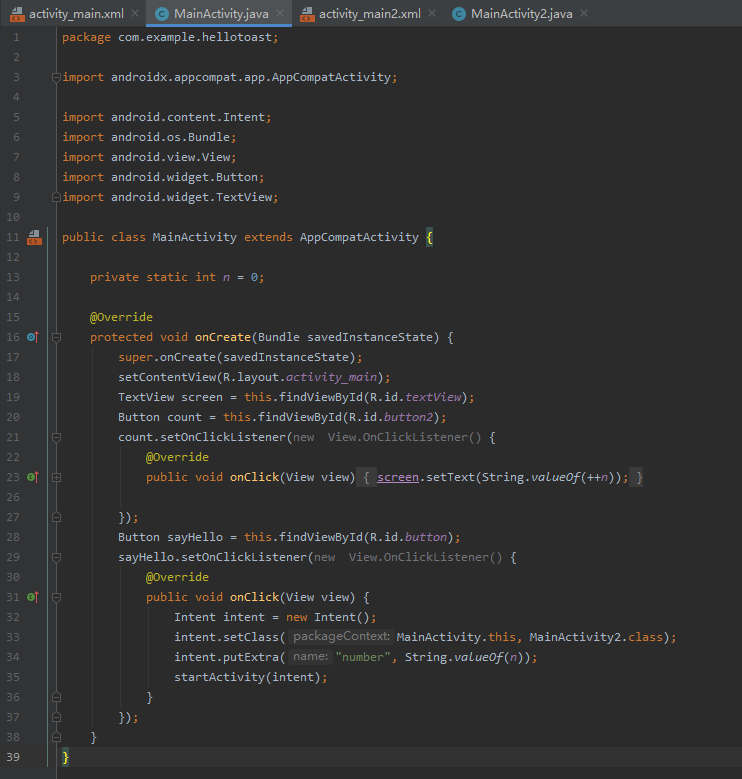 activity_main.xml MainActivity.java activity_main2.xml MainActivity2.java
1 package com.example.hellotoast;
2
3 import androidx.appcompat.app.AppCompatActivity;
4
5 import android.content.Intent;
6 import android.os.Bundle;
7 import android.view.View;
8 import android.widget.Button;
9 import android.widget.TextView;
10
11 public class MainActivity extends AppCompatActivity {
12
13 private static int n = 0;
14
15 @Override
16 protected void onCreate(Bundle savedInstanceState) {
17 super.onCreate(savedInstanceState);
18 setContentView(R.layout.activity_main);
19 TextView screen = this.findViewById(R.id.textView);
20 Button count = this.findViewById(R.id.button2);
21 count.setOnClickListener(new View.OnClickListener() {
22 @Override
23 public void onClick(View view) { screen.setText(String.valueOf(++n)); }
26
27 });
28 Button sayHello = this.findViewById(R.id.button);
29 sayHello.setOnClickListener(new View.OnClickListener() {
30 @Override
31 public void onClick(View view) {
32 Intent intent = new Intent();
33 intent.setClass( packageContext: MainActivity.this, MainActivity2.class);
34 intent.putExtra( name: "number", String.valueOf(n));
35 startActivity(intent);
36 }
37 });
38 }
39 }